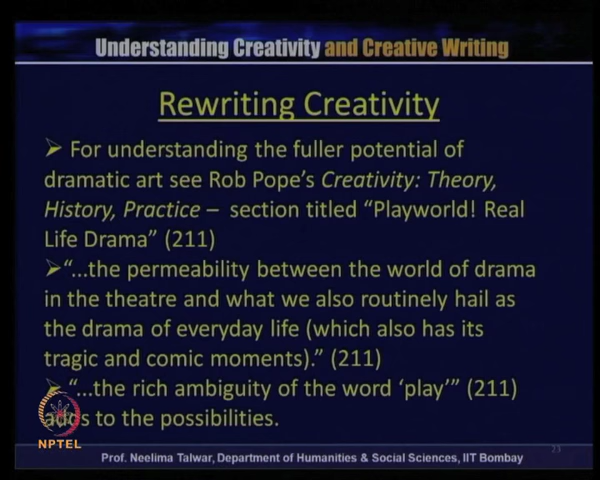 Understanding Creativity and Creative Writing
Rewriting Creativity
➢ For understanding the fuller potential of
dramatic art see Rob Pope's Creativity: Theory,
History, Practice – section titled “Playworld! Real
Life Drama” (211)
➢“...the permeability between the world of drama
in the theatre and what we also routinely hail as
the drama of everyday life (which also has its
tragic and comic moments).” (211)
➢ “...the rich ambiguity of the word ‘play’” (211)
adds to the possibilities.
NPTEL
23
Prof. Neelima Talwar, Department of Humanities & Social Sciences, IIT Bombay